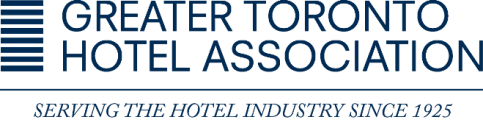 GREATER TORONTO
HOTEL ASSOCIATION
SERVING THE HOTEL INDUSTRY SINCE 1925